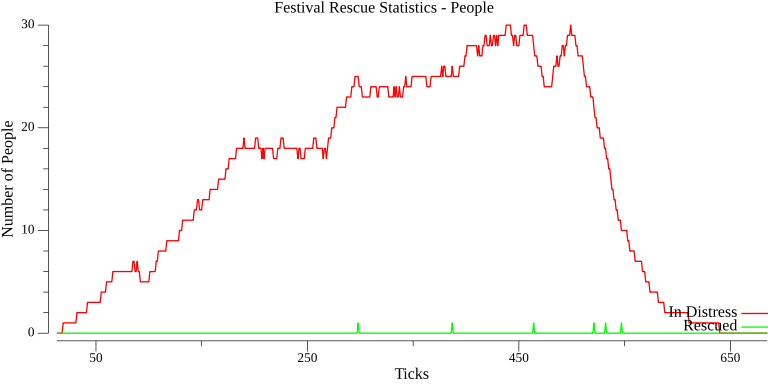 Festival Rescue Statistics - People
30
20
10
0
Number of People
In Distress
Rescued
50
250
450
650
Ticks